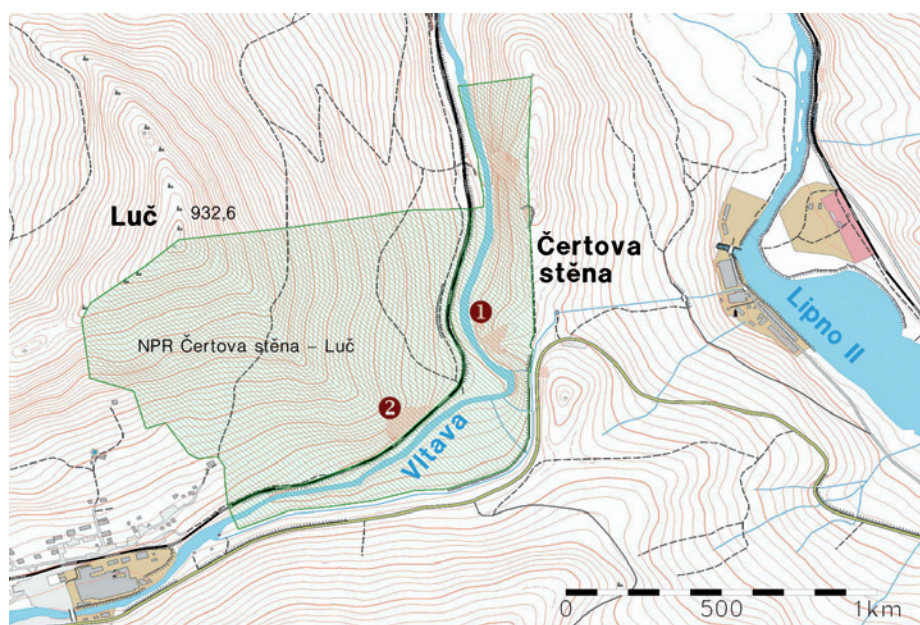 Luč 932,6
Čertova
stěna
1
Lipno II
NPR Čertova stěna – Luč
2
Vltava
0 500 1km